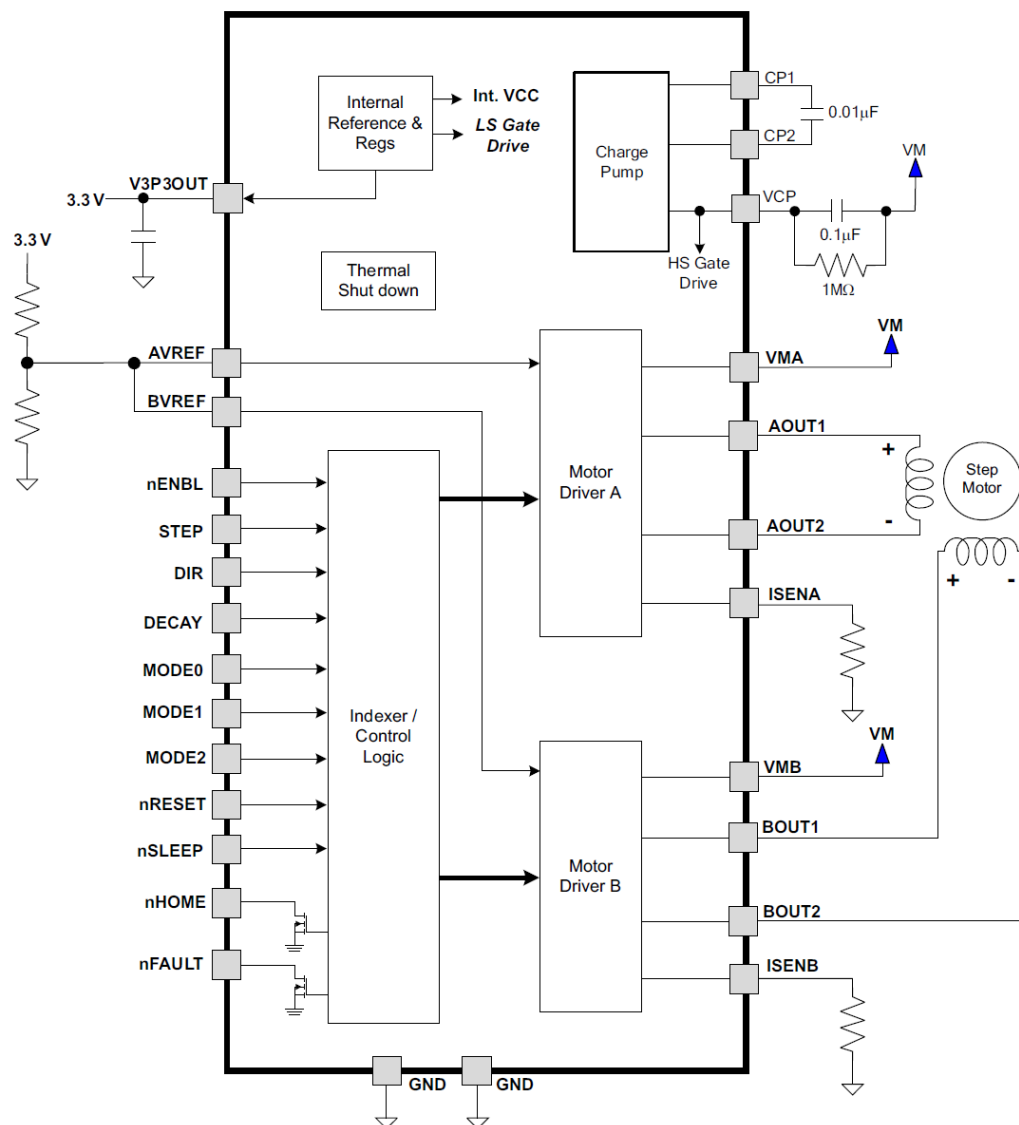 Internal
Reference &
Regs
Int. VCC
LS Gate
Drive
Charge
Pump
CP1
0.01µF
CP2
VM
VCP
0.1µF
1MΩ
HS Gate
Drive
V3P3OUT
3.3 V
3.3 V
Thermal
Shut down
AVREF
BVREF
VM
VMA
AOUT1
Motor
Driver A
+
-
Step
Motor
AOUT2
+
-
ISENA
nENBL
STEP
DIR
DECAY
MODE0
MODE1
MODE2
nRESET
nSLEEP
nHOME
nFAULT
Indexer /
Control
Logic
VM
VMB
BOUT1
Motor
Driver B
BOUT2
ISENB
GND
GND